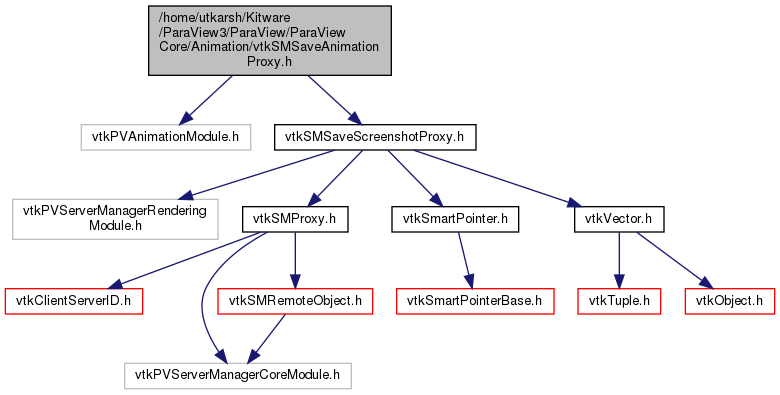 /home/utkarsh/Kitware
/ParaView3/ParaView/ParaView
Core/Animation/vtkSMSaveAnimation
Proxy.h
vtkPVAnimationModule.h
vtkSMSaveScreenshotProxy.h
vtkPVServerManagerRendering
Module.h
vtkSMProxy.h
vtkSmartPointer.h
vtkVector.h
vtkClientServerID.h
vtkSMRemoteObject.h
vtkSmartPointerBase.h
vtkTuple.h
vtkObject.h
vtkPVServerManagerCoreModule.h